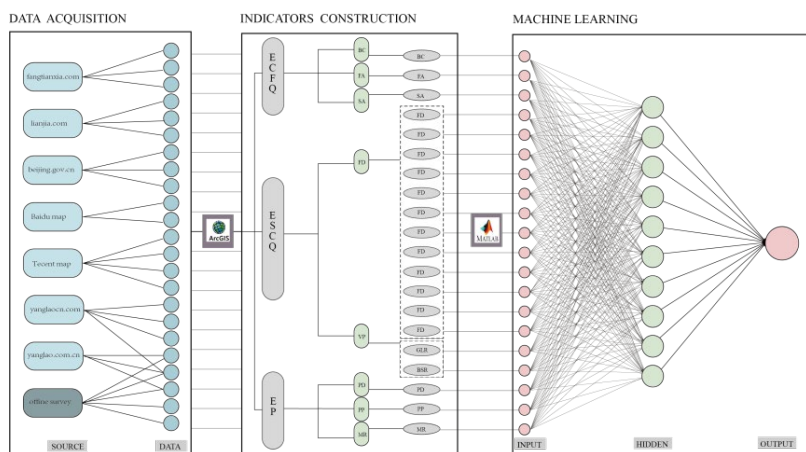 DATA ACQUISITION
fangtianxia.com
lianjia.com
beijing.gov.cn
Baidu map
Tecent map
yanglaocn.com
yanglao.com.cn
offline survey
SOURCE
DATA
ArcGIS
INDICATORS CONSTRUCTION
ECFQ
ESCQ
EP
BC
FA
SA
FD
VP
PD
PP
MR
BC
FA
SA
FD
FD
FD
FD
FD
FD
FD
FD
FD
FD
FD
FD
GLR
BSR
PD
PP
MR
MATLAB
MACHINE LEARNING
INPUT
HIDDEN
OUTPUT